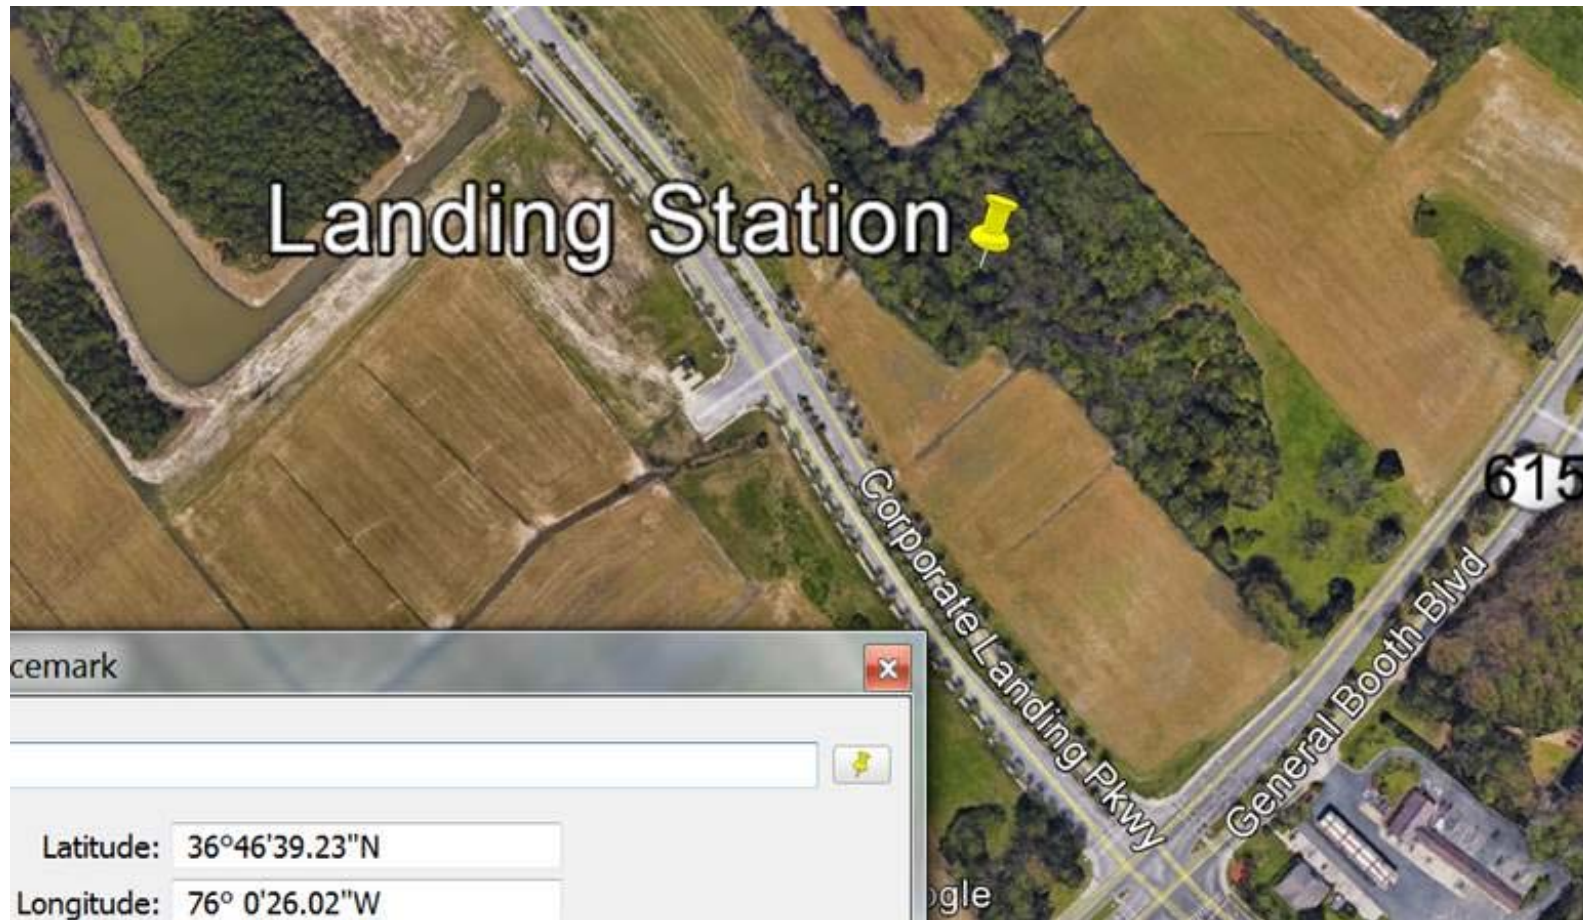 Landing Station
615
Corporate Landing Pkwy
General Booth Blvd
cemark
Latitude: 36°46'39.23"N
Longitude: 76° 0'26.02"W
ogle